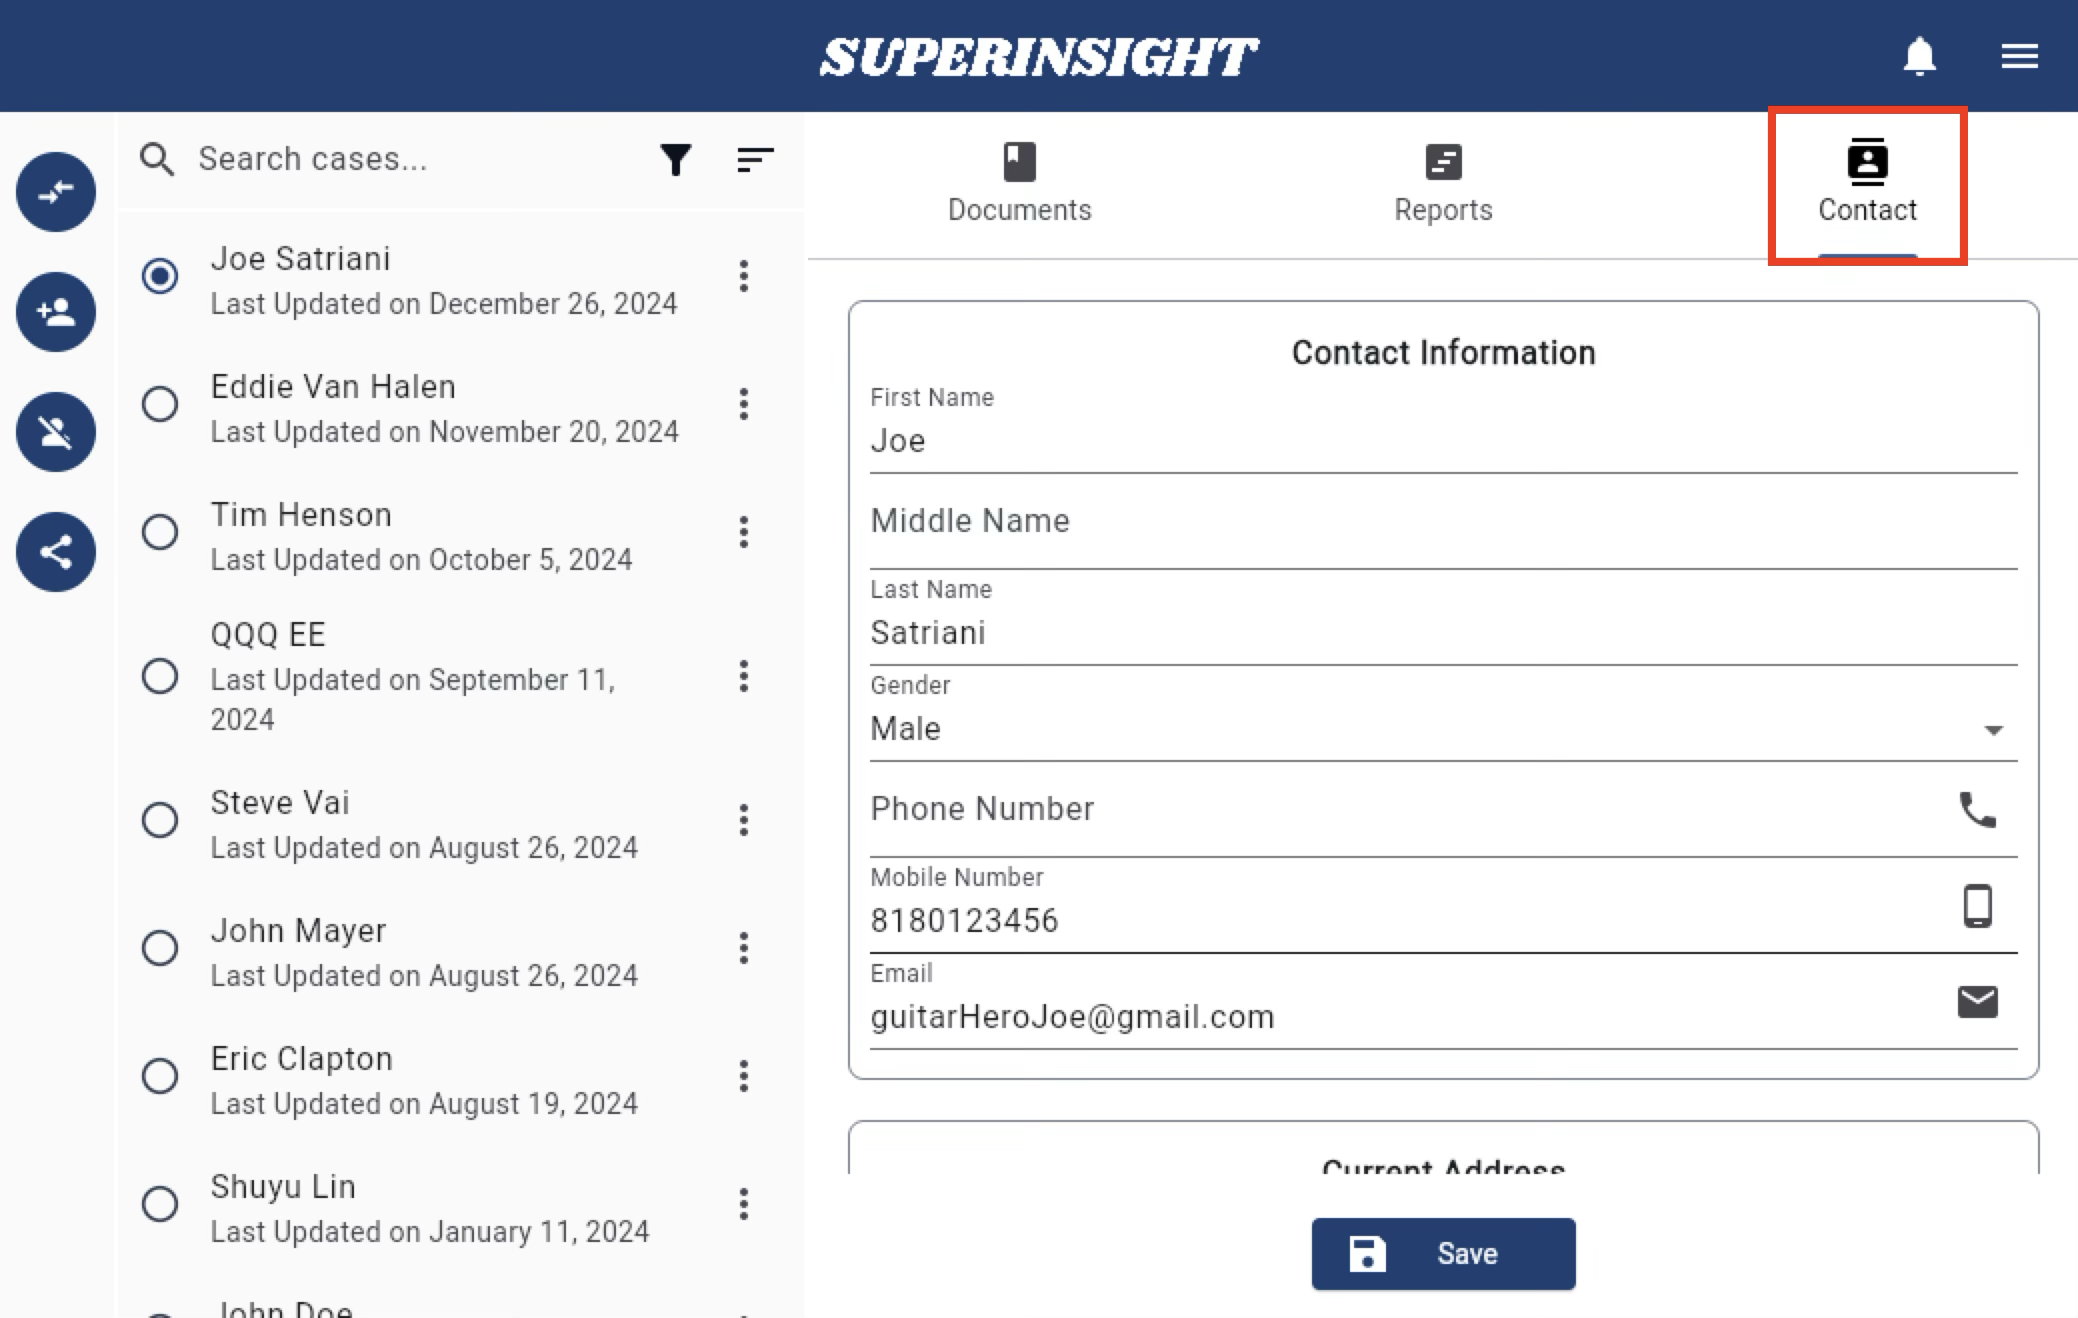 SUPERINSIGHT
Search cases...
Joe Satriani
Last Updated on December 26, 2024
Eddie Van Halen
Last Updated on November 20, 2024
Tim Henson
Last Updated on October 5, 2024
QQQ EE
Last Updated on September 11,
2024
Steve Vai
Last Updated on August 26, 2024
John Mayer
Last Updated on August 26, 2024
Eric Clapton
Last Updated on August 19, 2024
Shuyu Lin
Last Updated on January 11, 2024
John Doe
Documents
Reports
Contact
Contact Information
First Name
Joe
Middle Name
Last Name
Satriani
Gender
Male
Phone Number
Mobile Number
8180123456
Email
guitarHeroJoe@gmail.com
Current Address
Save